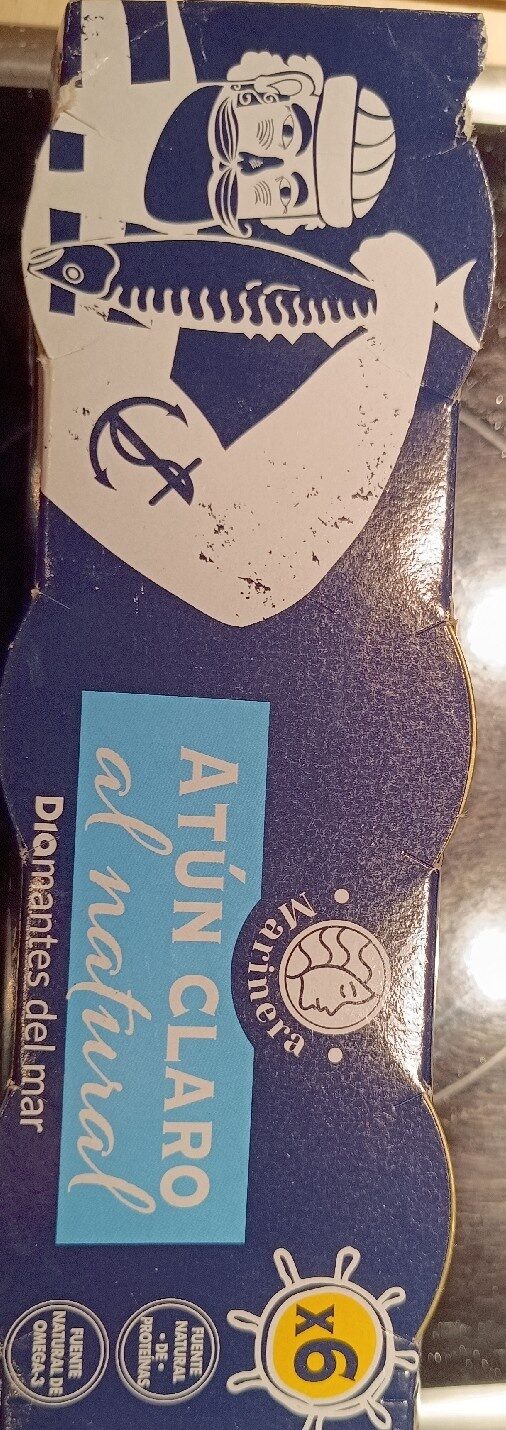 Marinera
ATÚN CLARO
al natural
Diamantes del mar
x6
FUENTE
NATURAL
• DE •
PROTEÍNAS
FUENTE
NATURAL DE
OMEGA-3